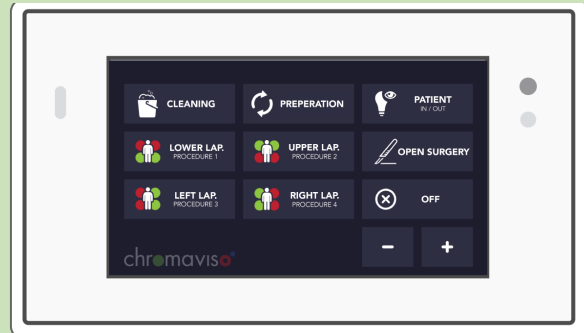 CLEANING
PREPERATION
PATIENT
IN / OUT
LOWER LAP.
PROCEDURE 1
UPPER LAP.
PROCEDURE 2
OPEN SURGERY
LEFT LAP.
PROCEDURE 3
RIGHT LAP.
PROCEDURE 4
OFF
- +
chromaviso